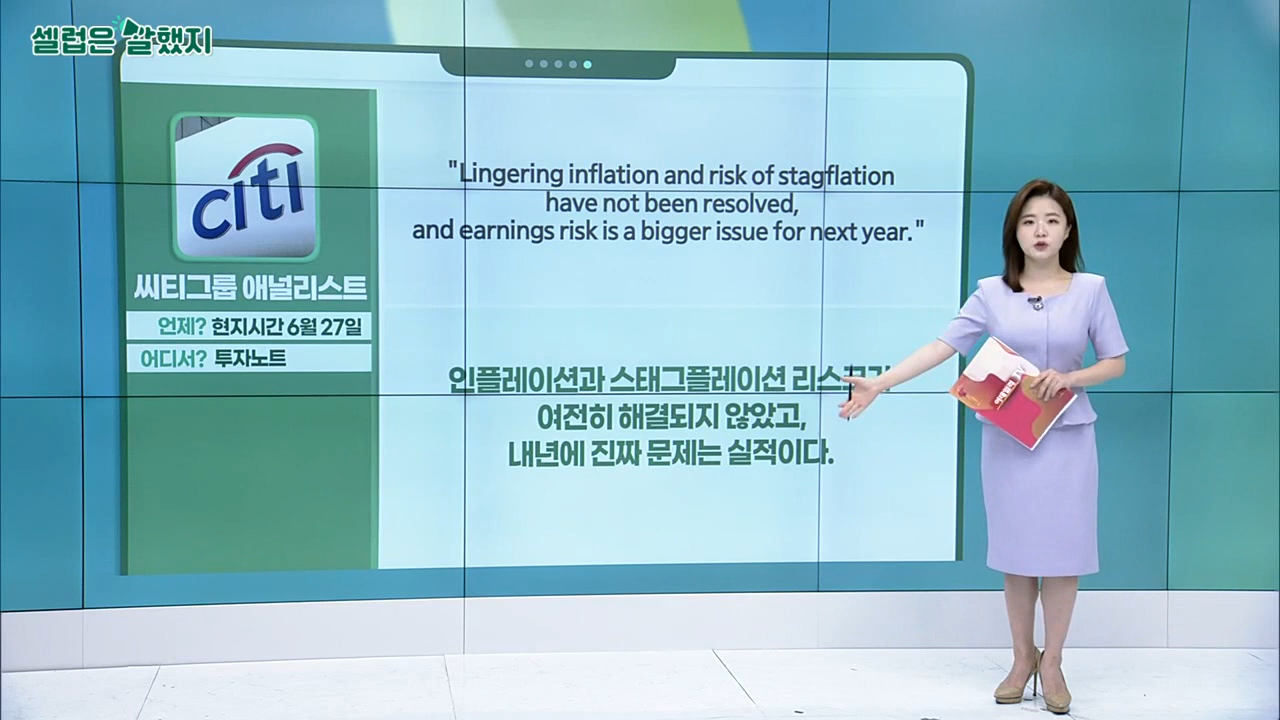 셀럽은 쏼했지
citi
씨티그룹 애널리스트
언제? 현지시간 6월 27일
어디서? 투자노트
"Lingering inflation and risk of stagflation
have not been resolved,
and earnings risk is a bigger issue for next year."
인플레이션과 스태그플레이션
여전히 해결되지 않았고,
내년에 진짜 문제는 실적이다.